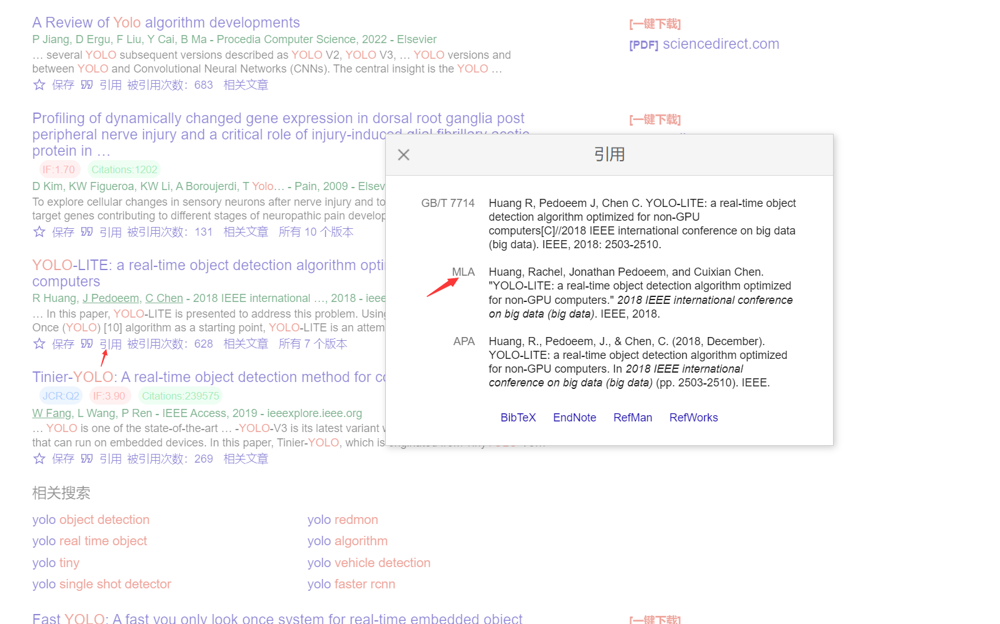 A Review of Yolo algorithm developments
[一键下载]
P Jiang, D Ergu, F Liu, Y Cai, B Ma - Procedia Computer Science, 2022 - Elsevier
[PDF] sciencedirect.com
… several YOLO subsequent versions described as YOLO V2, YOLO V3, … YOLO versions and
between YOLO and Convolutional Neural Networks (CNNs). The central insight is the YOLO …
保存 引用 被引用次数：683 相关文章
Profiling of dynamically changed gene expression in dorsal root ganglia post
[一键下载]
peripheral nerve injury and a critical role of injury-induced glial fibrillary acetic
protein in …
IF:1.70 Citations:1202
D Kim, KW Figueroa, KW Li, A Boroujerdi, T Yolo… - Pain, 2009 - Elsev
To explore cellular changes in sensory neurons after nerve injury and to
target genes contributing to different stages of neuropathic pain develop
保存 引用 被引用次数：131 相关文章 所有 10 个版本
YOLO-LITE: a real-time object detection algorithm opti
computers
R Huang, J Pedoeem, C Chen - 2018 IEEE international …, 2018 - ieee
… In this paper, YOLO-LITE is presented to address this problem. Using
Once (YOLO) [10] algorithm as a starting point, YOLO-LITE is an attem
保存 引用 被引用次数：628 相关文章 所有 7 个版本
Tinier-YOLO: A real-time object detection method for co
JCR:Q2 IF:3.90 Citations:239575
W Fang, L Wang, P Ren - IEEE Access, 2019 - ieeexplore.ieee.org
… YOLO is one of the state-of-the-art … -YOLO-V3 is its latest variant
that can run on embedded devices. In this paper, Tinier-YOLO, which is
保存 引用 被引用次数：269 相关文章
引用
GB/T 7714
Huang R, Pedoeem J, Chen C. YOLO-LITE: a real-time object
detection algorithm optimized for non-GPU
computers[C]//2018 IEEE international conference on big data
(big data). IEEE, 2018: 2503-2510.
MLA
Huang, Rachel, Jonathan Pedoeem, and Cuixian Chen.
"YOLO-LITE: a real-time object detection algorithm optimized
for non-GPU computers." 2018 IEEE international conference
on big data (big data). IEEE, 2018.
APA
Huang, R., Pedoeem, J., & Chen, C. (2018, December).
YOLO-LITE: a real-time object detection algorithm optimized
for non-GPU computers. In 2018 IEEE international
conference on big data (big data) (pp. 2503-2510). IEEE.
BibTeX EndNote RefMan RefWorks
相关搜索
yolo object detection
yolo redmon
yolo real time object
yolo algorithm
yolo tiny
yolo vehicle detection
yolo single shot detector
yolo faster rcnn
Fast YOLO: A fast you only look once system for real-time embedded object
[一键下载]